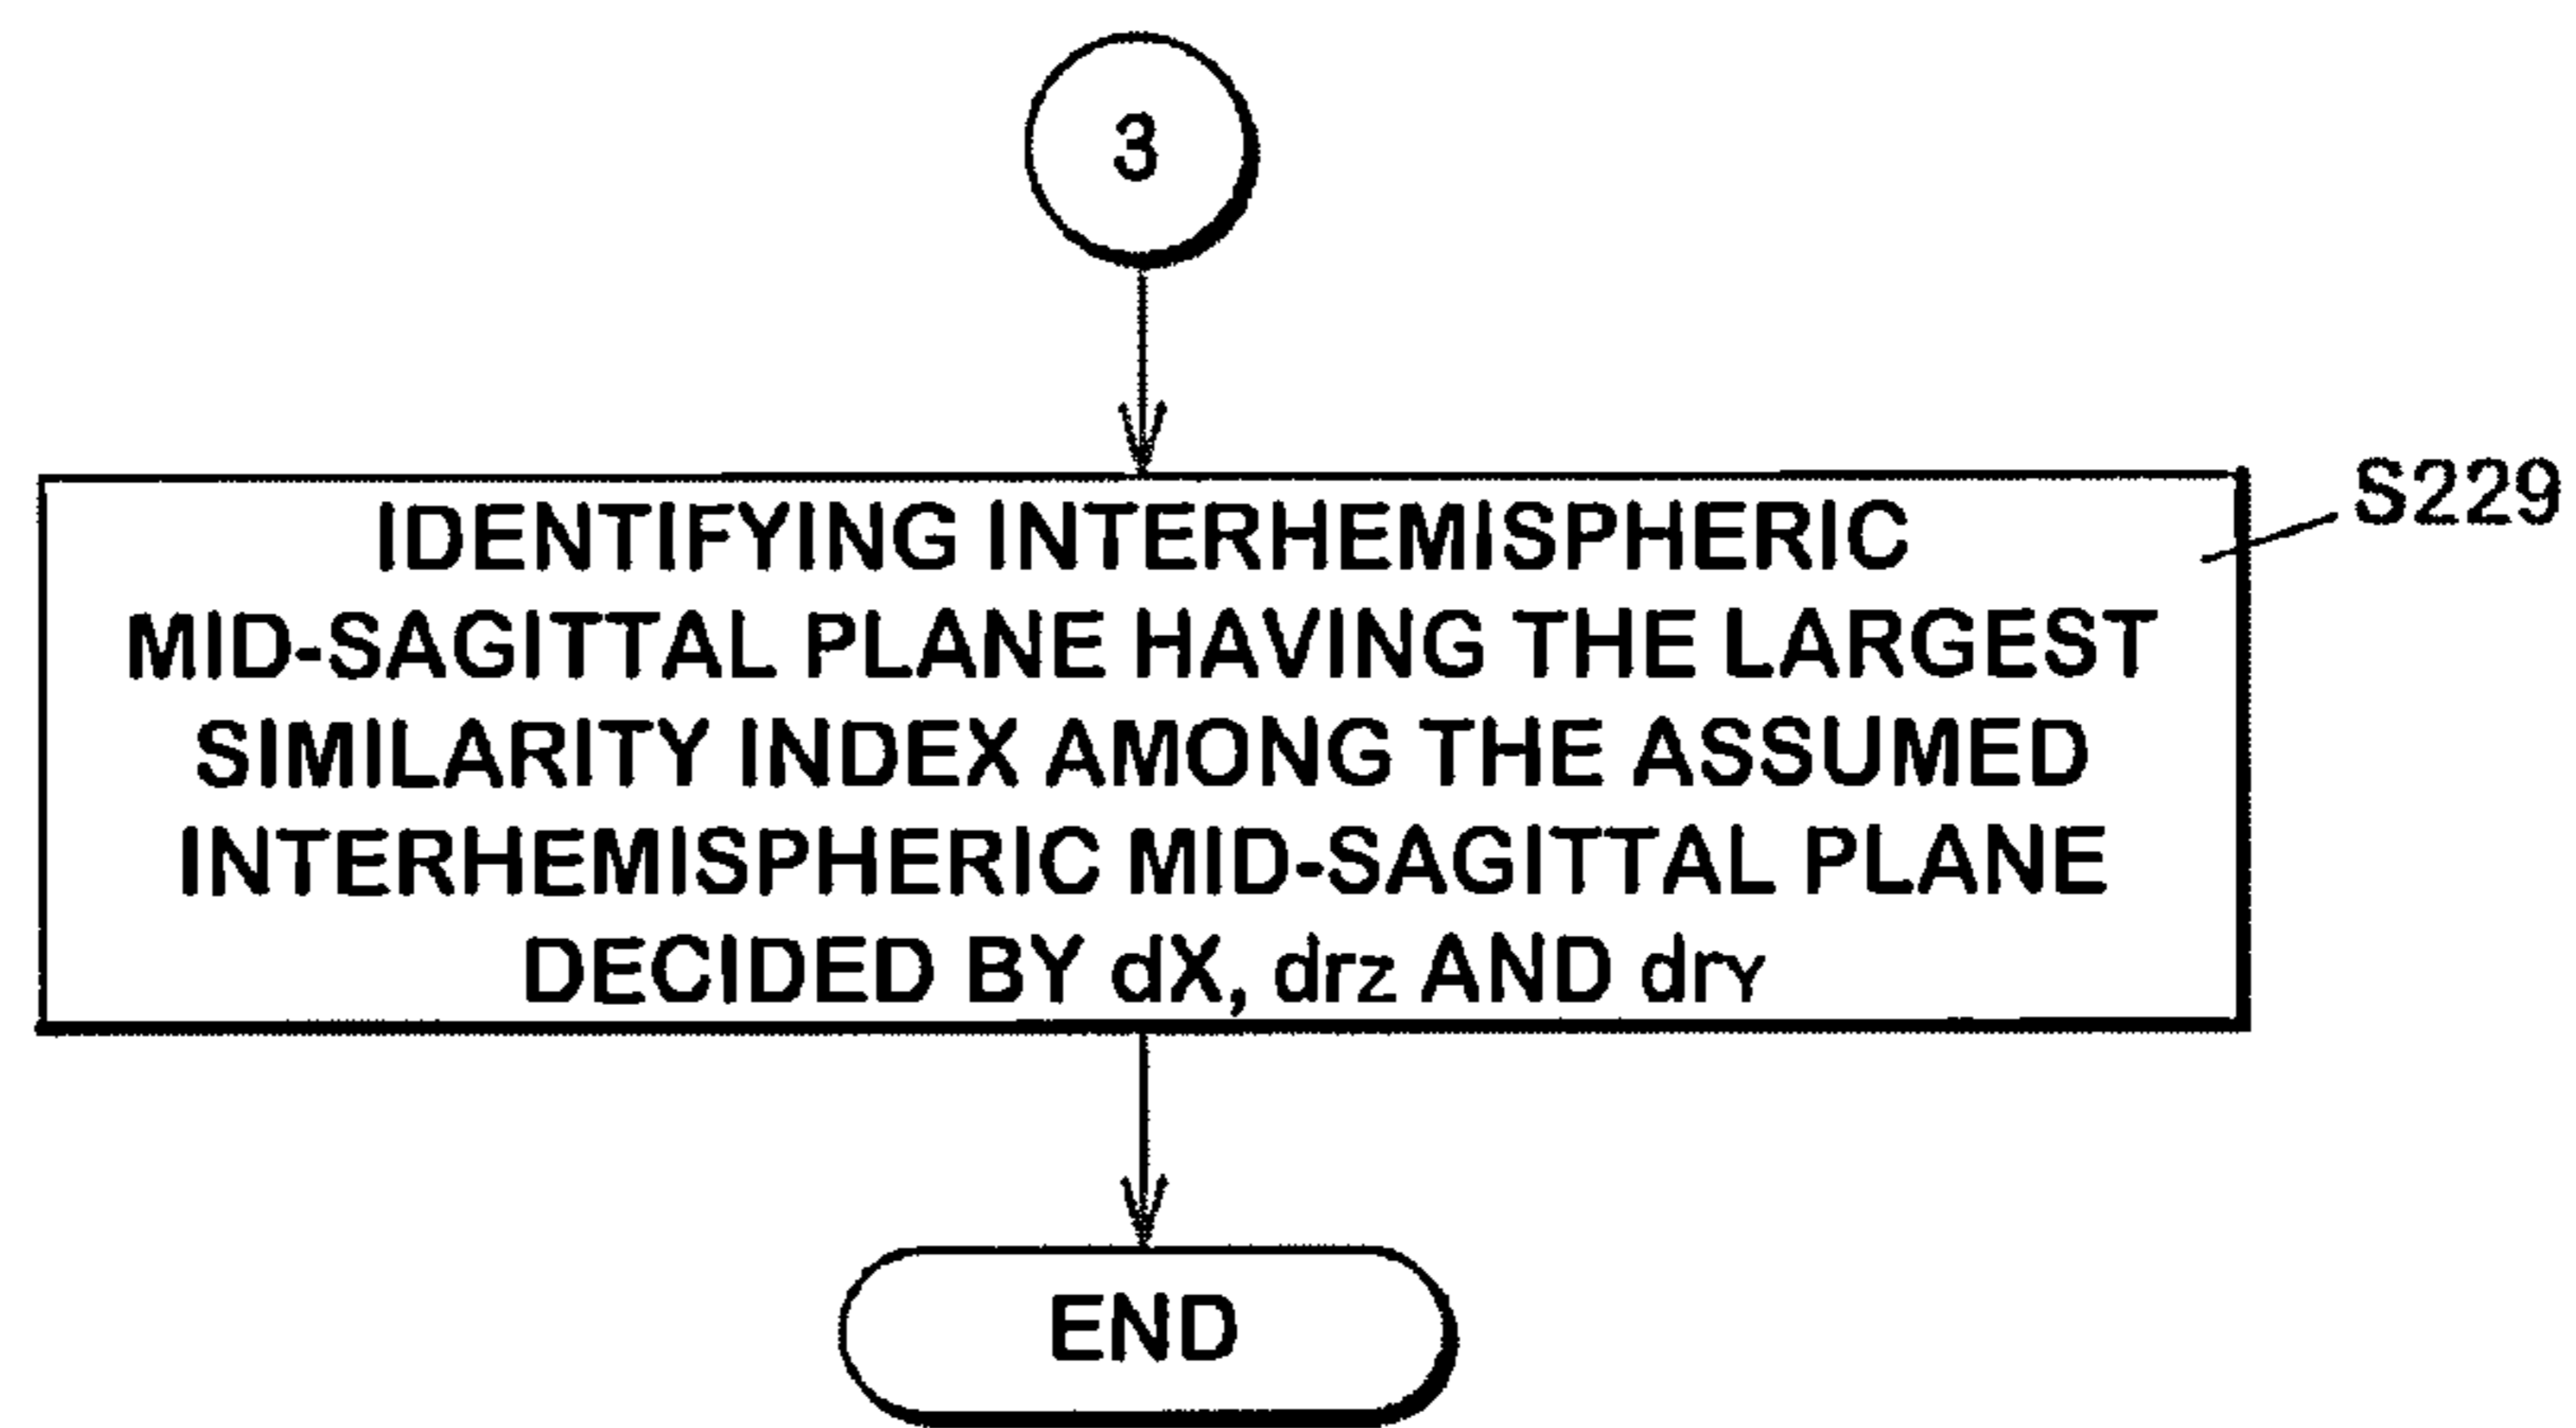 3
IDENTIFYING INTERHEMISPHERIC
S229
MID-SAGITTAL PLANE HAVING THE LARGEST
SIMILARITY INDEX AMONG THE ASSUMED
INTERHEMISPHERIC MID-SAGITTAL PLANE
DECIDED BY dX, drz AND drY
END